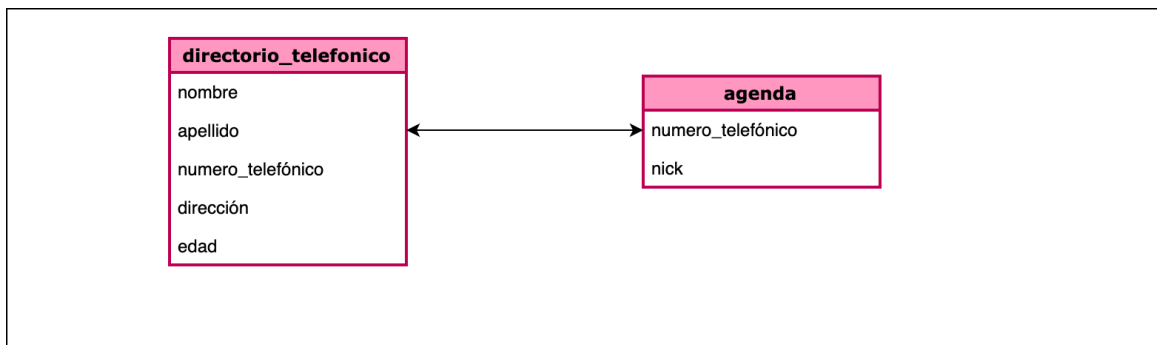 directorio_telefonico
nombre
apellido
numero_telefónico
dirección
edad
agenda
numero_telefónico
nick